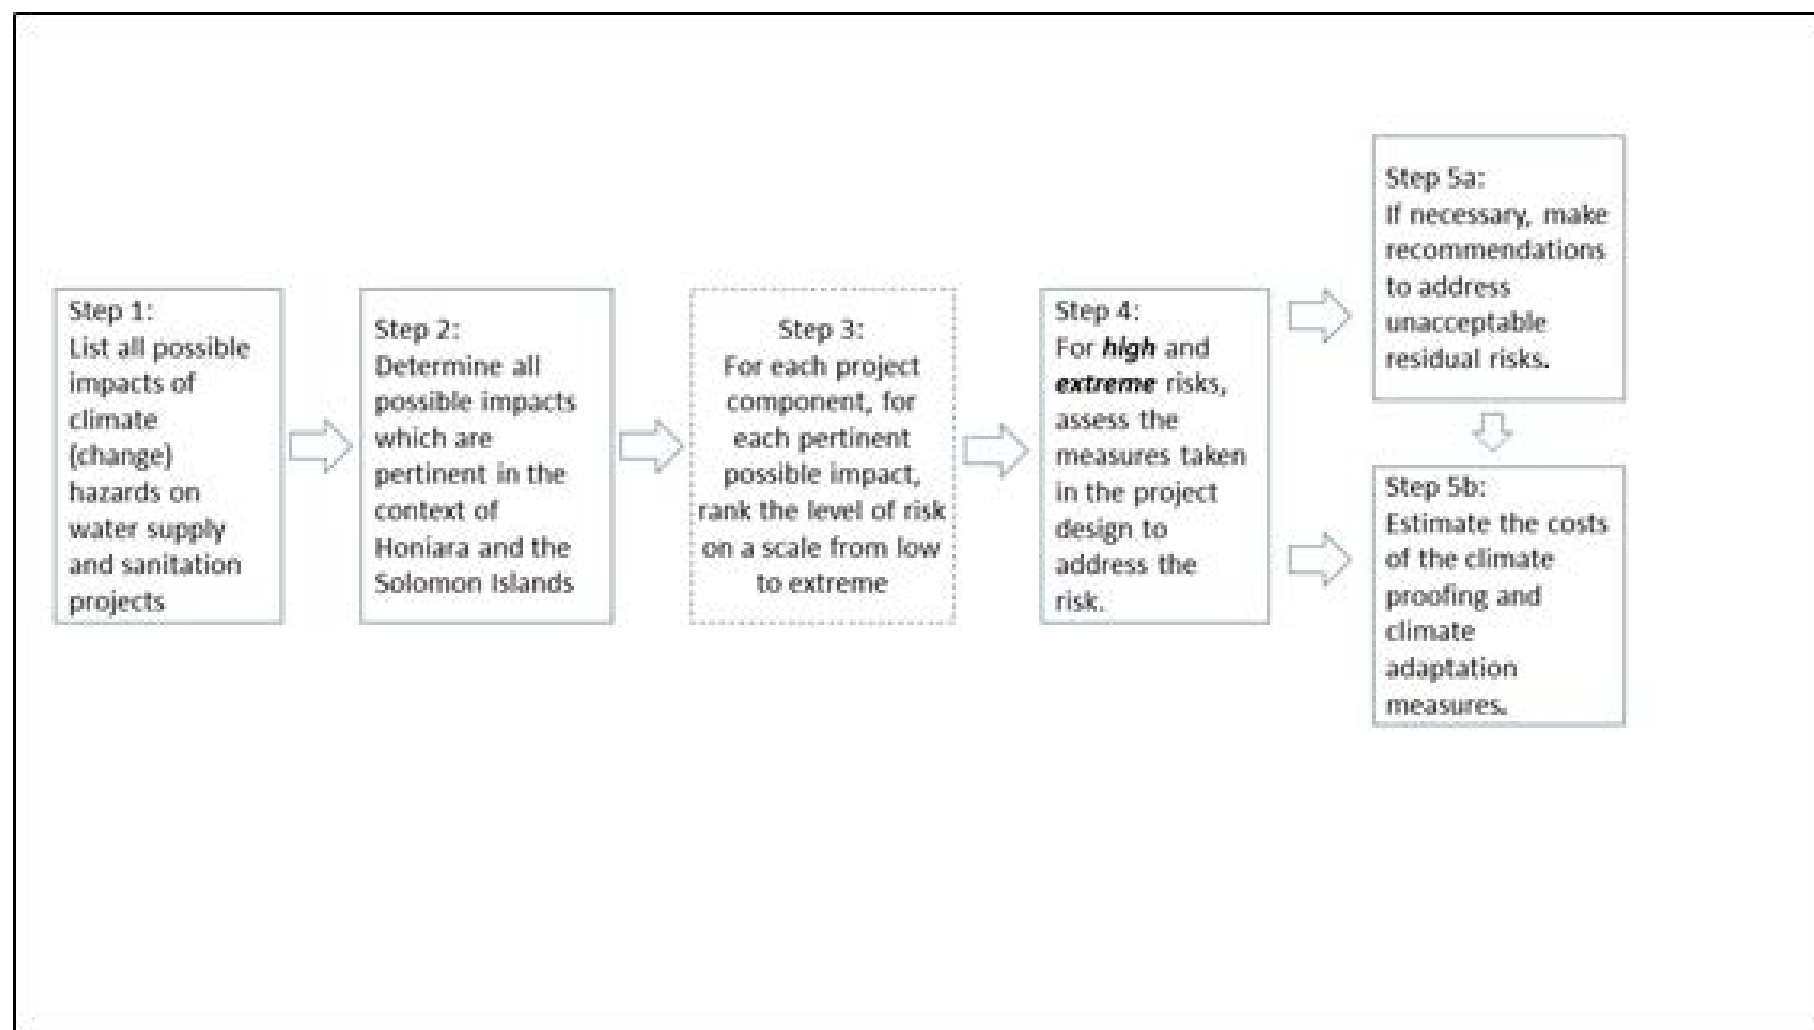 Step 1:
List all possible
impacts of
climate
(change)
hazards on
water supply
and sanitation
projects
Step 2:
Determine all
possible impacts
which are
pertinent in the
context of
Honiara and the
Solomon Islands
Step 3:
For each project
component, for
each pertinent
possible impact,
rank the level of risk
on a scale from low
to extreme
Step 4:
For high and
extreme risks,
assess the
measures taken
in the project
design to
address the
risk.
Step 5a:
If necessary, make
recommendations
to address
unacceptable
residual risks.
Step 5b:
Estimate the costs
of the climate
proofing and
climate
adaptation
measures.